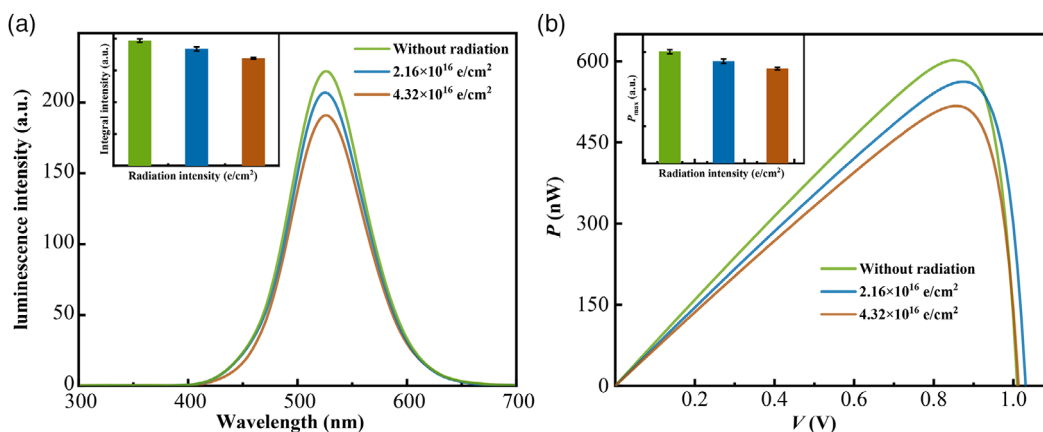 (a)
luminescence intensity (a.u.)
200
150
100
50
0
300
400
500
600
700
Wavelength (nm)
Without radiation
2.16×10¹⁶ e/cm²
4.32×10¹⁶ e/cm²
Integral intensity (a.u.)
Radiation intensity (e/cm²)
(b)
P (nW)
600
450
300
150
0
0.2
0.4
0.6
0.8
1.0
V (V)
Pmax (a.u.)
Radiation intensity (e/cm²)
Without radiation
2.16×10¹⁶ e/cm²
4.32×10¹⁶ e/cm²